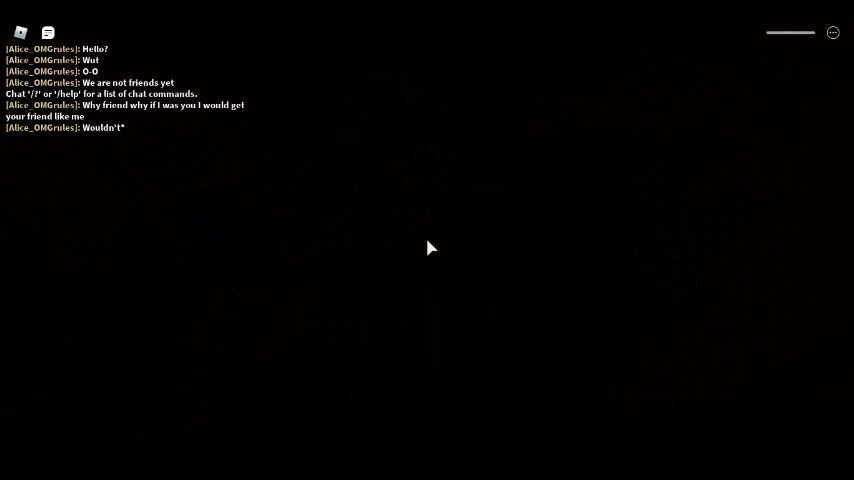 [Alice_OMGrules]: Hello?
[Alice_OMGrules]: Wut
[Alice_OMGrules]: O-O
[Alice_OMGrules]: We are not friends yet
Chat '/?' or '/help' for a list of chat commands.
[Alice_OMGrules]: Why friend why if I was you I would get
your friend like me
[Alice_OMGrules]: Wouldn't*